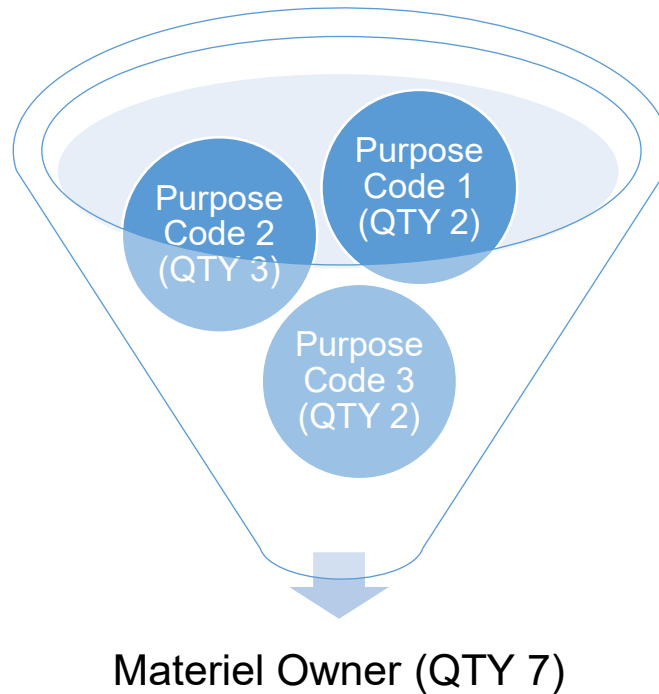 Purpose
Code 1
(QTY 2)
Purpose
Code 2
(QTY 3)
Purpose
Code 3
(QTY 2)
Materiel Owner (QTY 7)